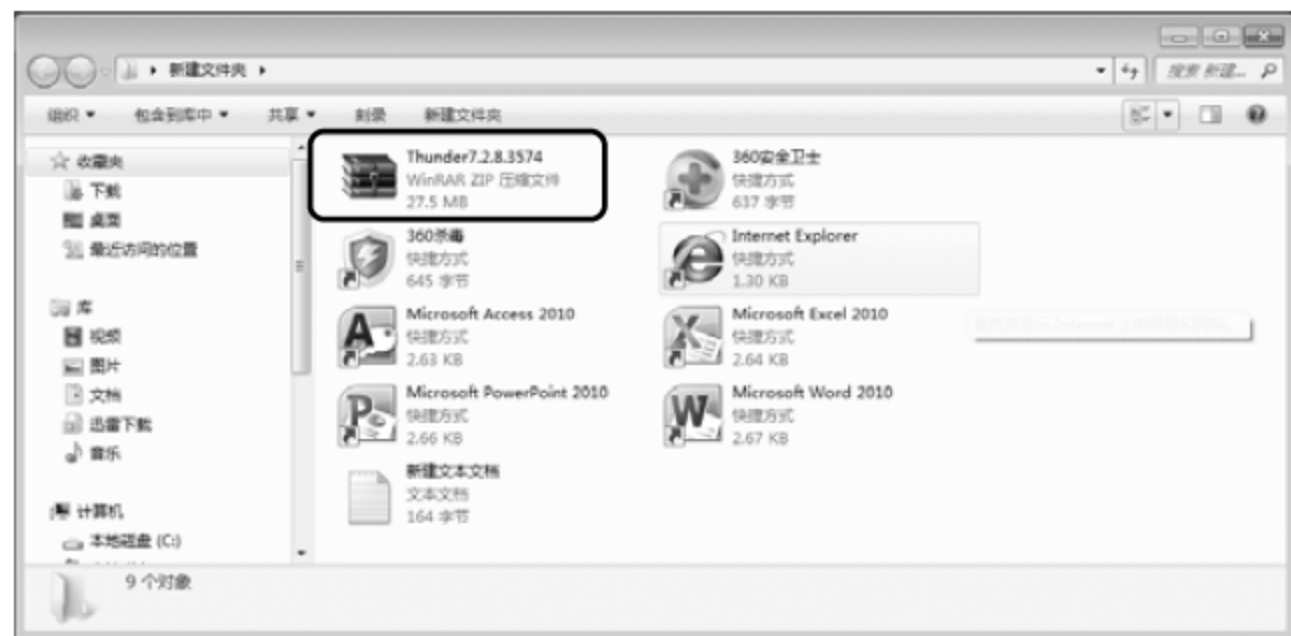 新建文件夹
搜索 新建...
组织 包含到库中 共享 刻录 新建文件夹
收藏夹
下载
桌面
最近访问的位置
库
视频
图片
文档
迅雷下载
音乐
计算机
本地磁盘 (C:)
Thunder7.2.8.3574
WinRAR ZIP 压缩文件
27.5 MB
360安全卫士
快捷方式
637 字节
360杀毒
快捷方式
645 字节
Internet Explorer
快捷方式
1.30 KB
Microsoft Access 2010
快捷方式
2.63 KB
Microsoft Excel 2010
快捷方式
2.64 KB
Microsoft PowerPoint 2010
快捷方式
2.66 KB
Microsoft Word 2010
快捷方式
2.67 KB
新建文本文档
文本文档
164 字节
9 个对象